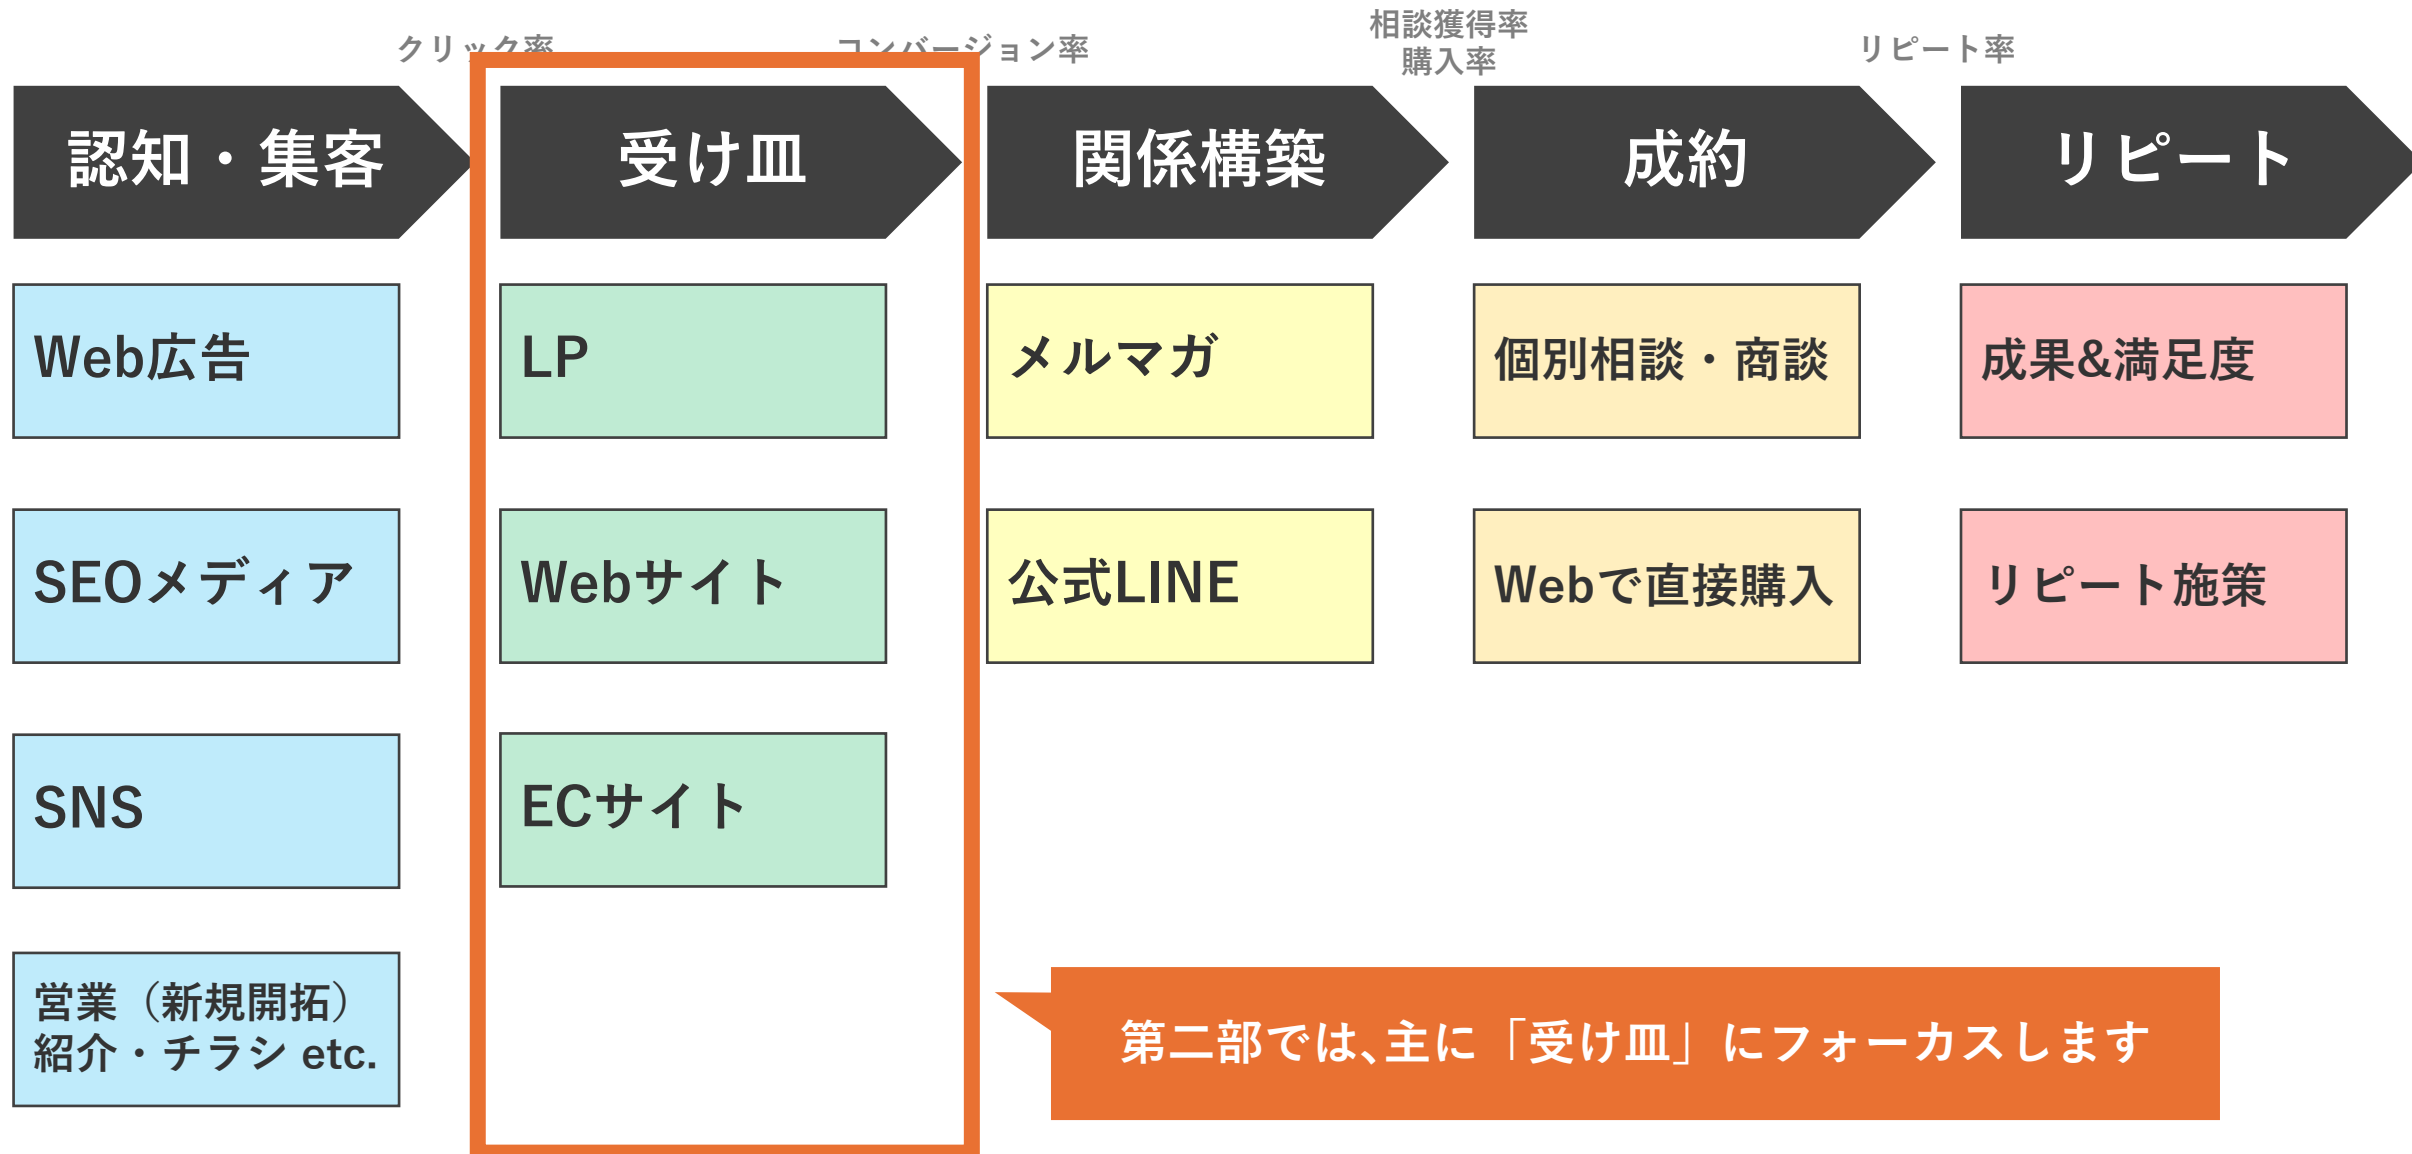 クリック率
コンバージョン率
相談獲得率
購入率
リピート率
認知・集客
受け皿
関係構築
成約
リピート
Web広告
LP
メルマガ
個別相談・商談
成果&満足度
SEOメディア
Webサイト
公式LINE
Webで直接購入
リピート施策
SNS
ECサイト
営業（新規開拓）
紹介・チラシ etc.
第二部では､主に「受け皿」にフォーカスします